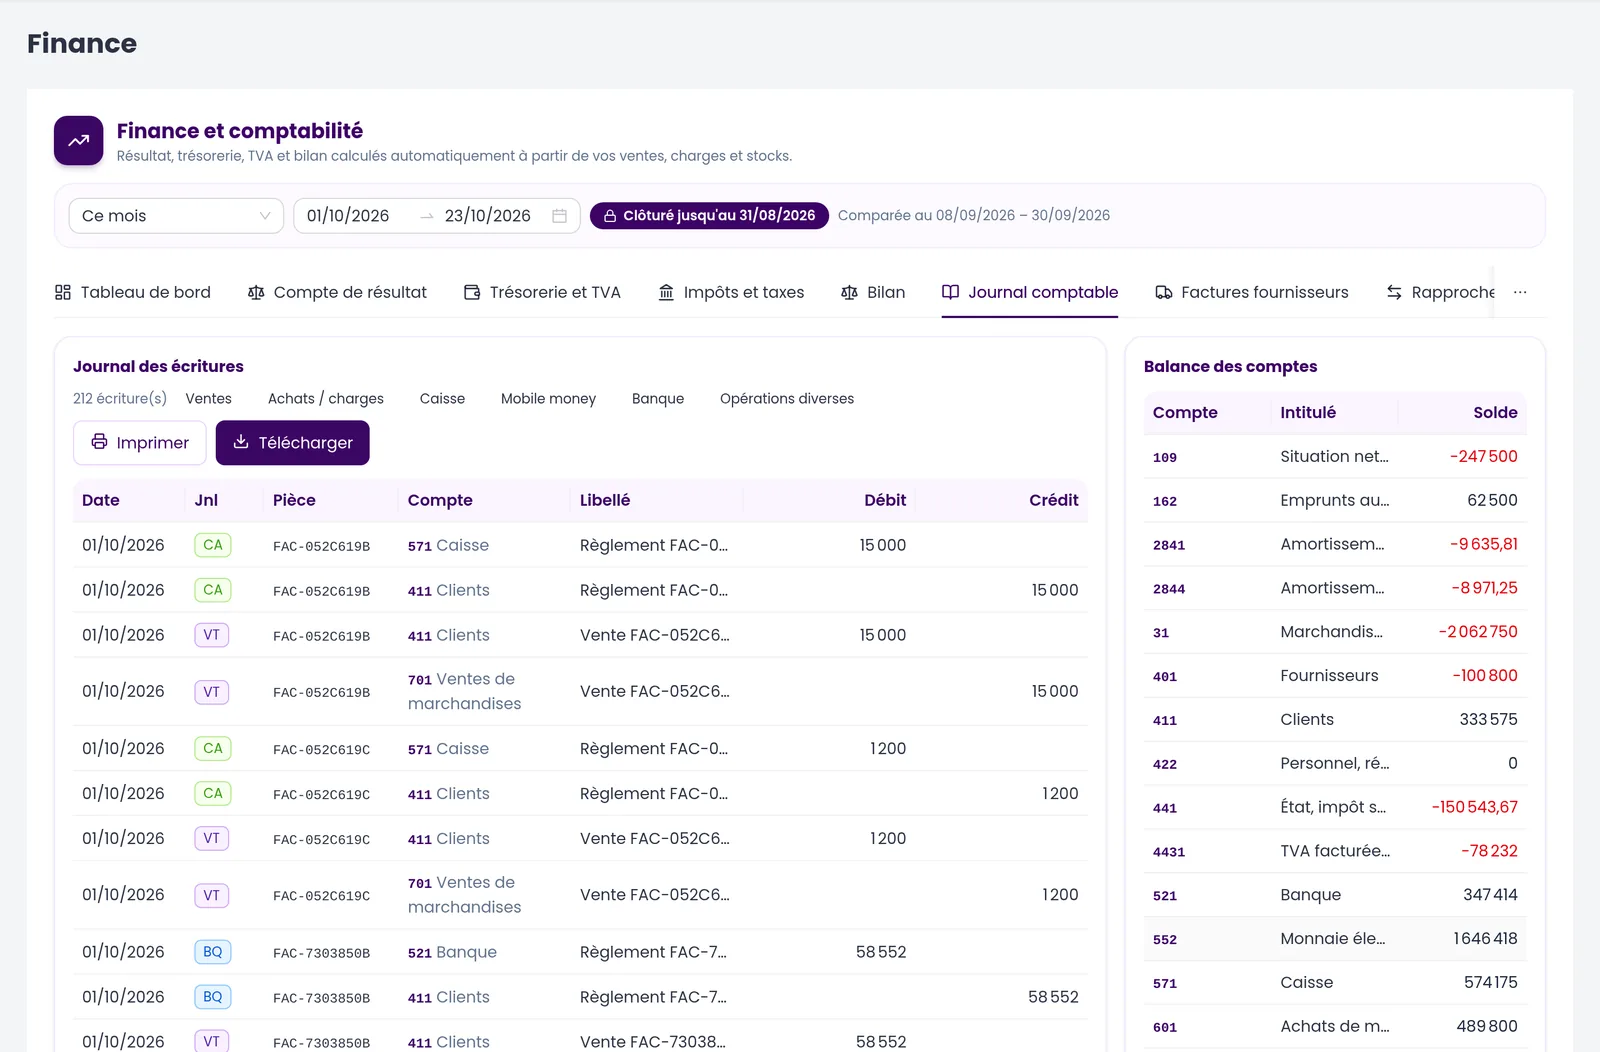 Finance
Finance et comptabilité
Résultat, trésorerie, TVA et bilan calculés automatiquement à partir de vos ventes, charges et stocks.
Ce mois 01/10/2026 → 23/10/2026 Clôturé jusqu'au 31/08/2026 Comparée au 08/09/2026 – 30/09/2026
Tableau de bord Compte de résultat Trésorerie et TVA Impôts et taxes Bilan Journal comptable Factures fournisseurs Rapproche ...
Journal des écritures
212 écriture(s) Ventes Achats / charges Caisse Mobile money Banque Opérations diverses
Imprimer Télécharger
Date Jnl Pièce Compte Libellé Débit Crédit
01/10/2026 CA FAC-052C619B 571 Caisse Règlement FAC-0... 15 000
01/10/2026 CA FAC-052C619B 411 Clients Règlement FAC-0... 15 000
01/10/2026 VT FAC-052C619B 411 Clients Vente FAC-052C6... 15 000
01/10/2026 VT FAC-052C619B 701 Ventes de marchandises Vente FAC-052C6... 15 000
01/10/2026 CA FAC-052C619C 571 Caisse Règlement FAC-0... 1 200
01/10/2026 CA FAC-052C619C 411 Clients Règlement FAC-0... 1 200
01/10/2026 VT FAC-052C619C 411 Clients Vente FAC-052C6... 1 200
01/10/2026 VT FAC-052C619C 701 Ventes de marchandises Vente FAC-052C6... 1 200
01/10/2026 BQ FAC-7303850B 521 Banque Règlement FAC-7... 58 552
01/10/2026 BQ FAC-7303850B 411 Clients Règlement FAC-7... 58 552
01/10/2026 VT FAC-7303850B 411 Clients Vente FAC-73038... 58 552
Balance des comptes
Compte Intitulé Solde
109 Situation net... -247 500
162 Emprunts au... 62 500
2841 Amortissem... -9 635,81
2844 Amortissem... -8 971,25
31 Marchandis... -2 062 750
401 Fournisseurs -100 800
411 Clients 333 575
422 Personnel, ré... 0
441 État, impôt s... -150 543,67
4431 TVA facturée... -78 232
521 Banque 347 414
552 Monnaie éle... 1 646 418
571 Caisse 574 175
601 Achats de m... 489 800